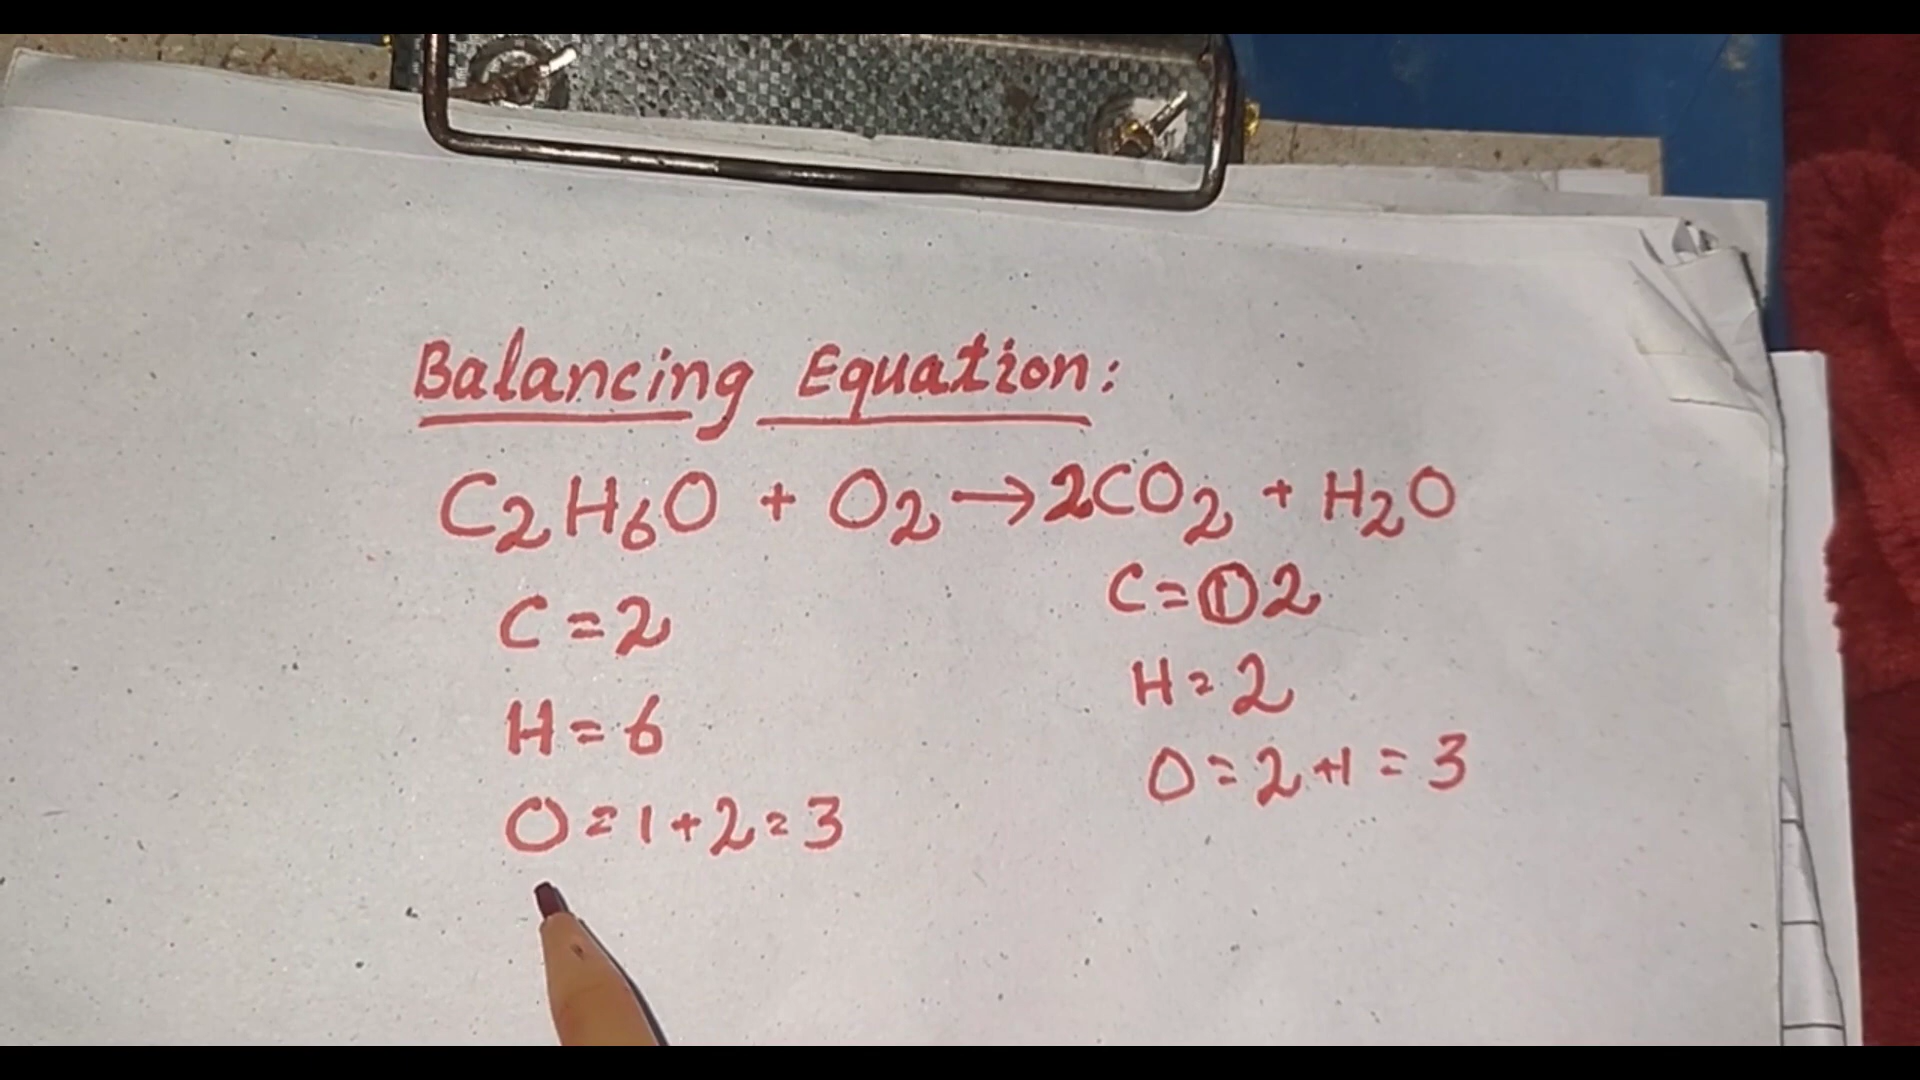 Balancing Equation:
C₂H₆O + O₂ → 2CO₂ + H₂O
C = 2
C = ① 2
H = 6
H = 2
O = 1 + 2 = 3
O = 2 + 1 = 3